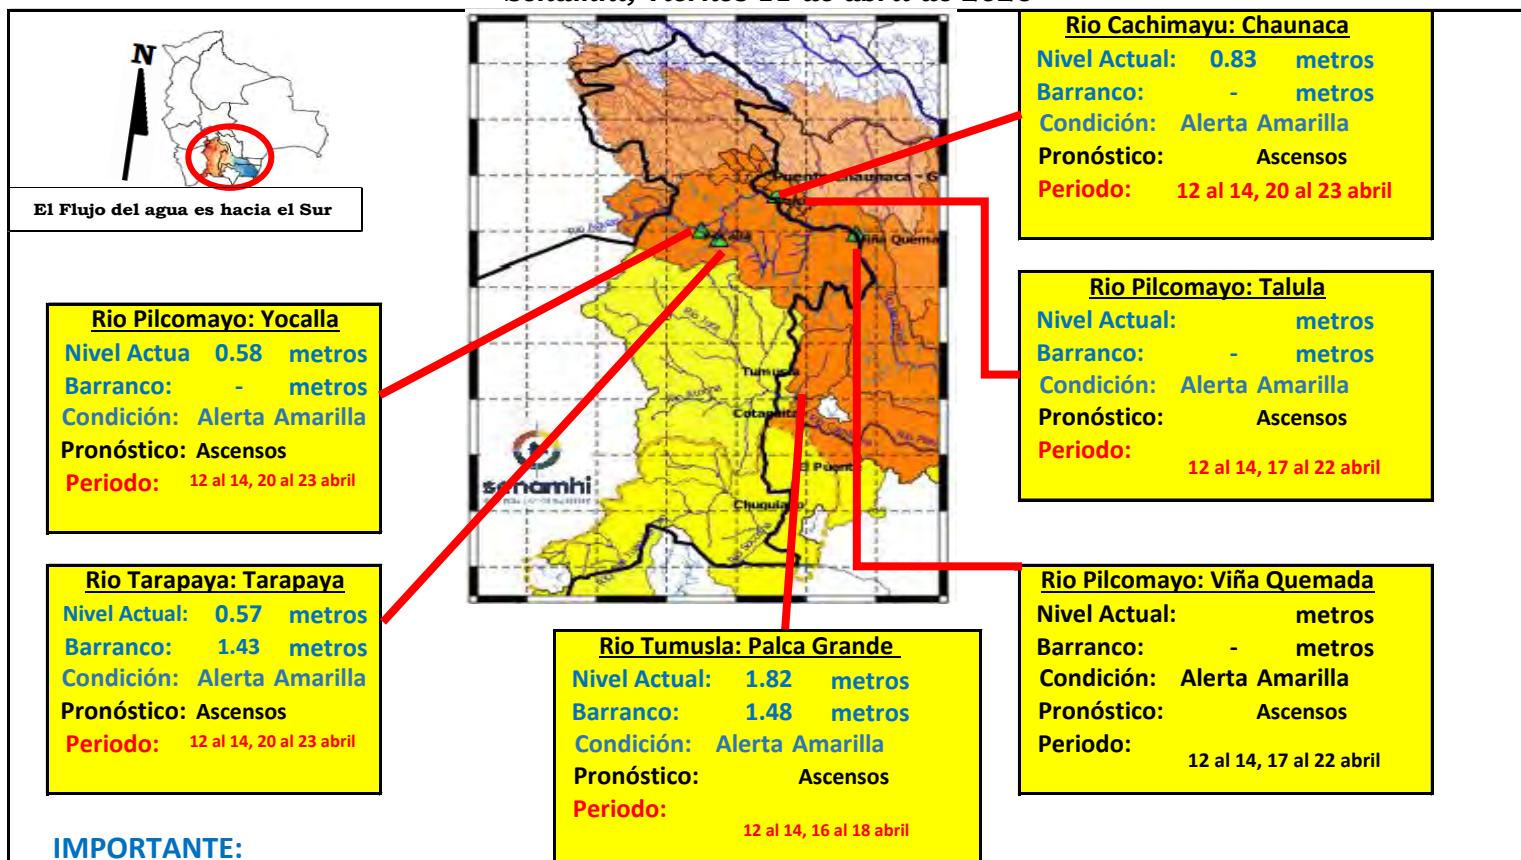 N
El Flujo del agua es hacia el Sur
Rio Cachimayu: Chaunaca
Nivel Actual: 0.83 metros
Barranco: - metros
Condición: Alerta Amarilla
Pronóstico: Ascensos
Periodo: 12 al 14, 20 al 23 abril
Rio Pilcomayo: Yocalla
Nivel Actua 0.58 metros
Barranco: - metros
Condición: Alerta Amarilla
Pronóstico: Ascensos
Periodo: 12 al 14, 20 al 23 abril
Rio Pilcomayo: Talula
Nivel Actual: metros
Barranco: - metros
Condición: Alerta Amarilla
Pronóstico: Ascensos
Periodo:
12 al 14, 17 al 22 abril
Rio Tarapaya: Tarapaya
Nivel Actual: 0.57 metros
Barranco: 1.43 metros
Condición: Alerta Amarilla
Pronóstico: Ascensos
Periodo: 12 al 14, 20 al 23 abril
Rio Tumusla: Palca Grande
Nivel Actual: 1.82 metros
Barranco: 1.48 metros
Condición: Alerta Amarilla
Pronóstico: Ascensos
Periodo:
12 al 14, 16 al 18 abril
Rio Pilcomayo: Viña Quemada
Nivel Actual: metros
Barranco: - metros
Condición: Alerta Amarilla
Pronóstico: Ascensos
Periodo:
12 al 14, 17 al 22 abril
Puente Chaunaca - G
Viña Quema
Tumusla
Cotagaita
El Puente
Chuquiago
senamhi
IMPORTANTE: